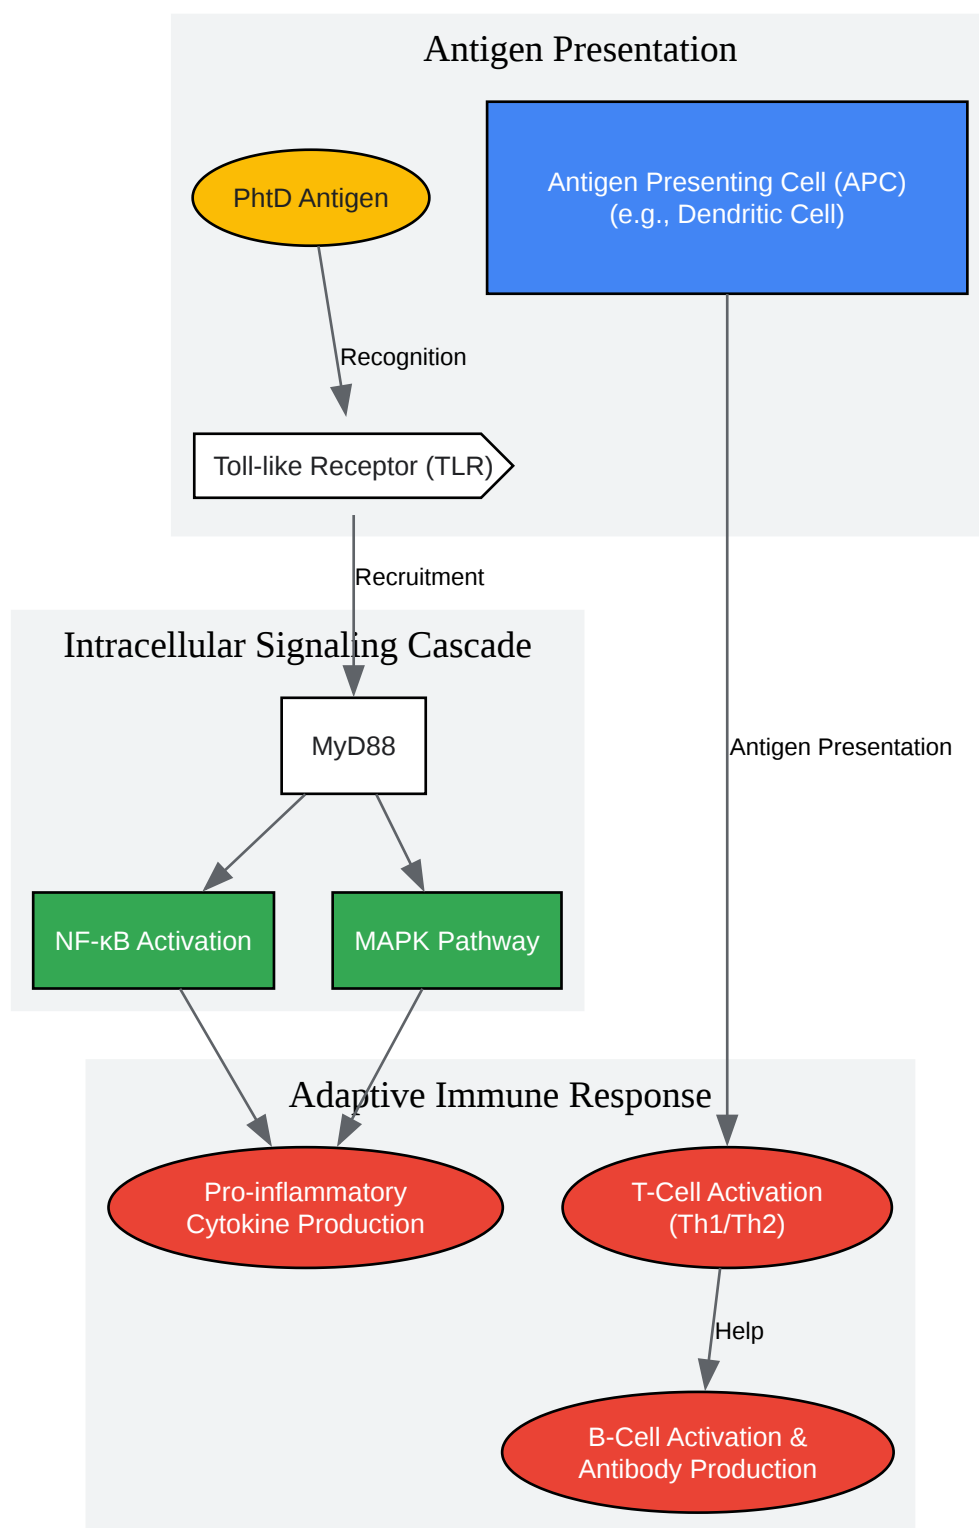 Antigen Presentation
PhtD Antigen
Antigen Presenting Cell (APC)
(e.g., Dendritic Cell)
Recognition
Toll-like Receptor (TLR)
Recruitment
Intracellular Signaling Cascade
MyD88
Antigen Presentation
NF-κB Activation
MAPK Pathway
Adaptive Immune Response
Pro-inflammatory
Cytokine Production
T-Cell Activation
(Th1/Th2)
Help
B-Cell Activation &
Antibody Production